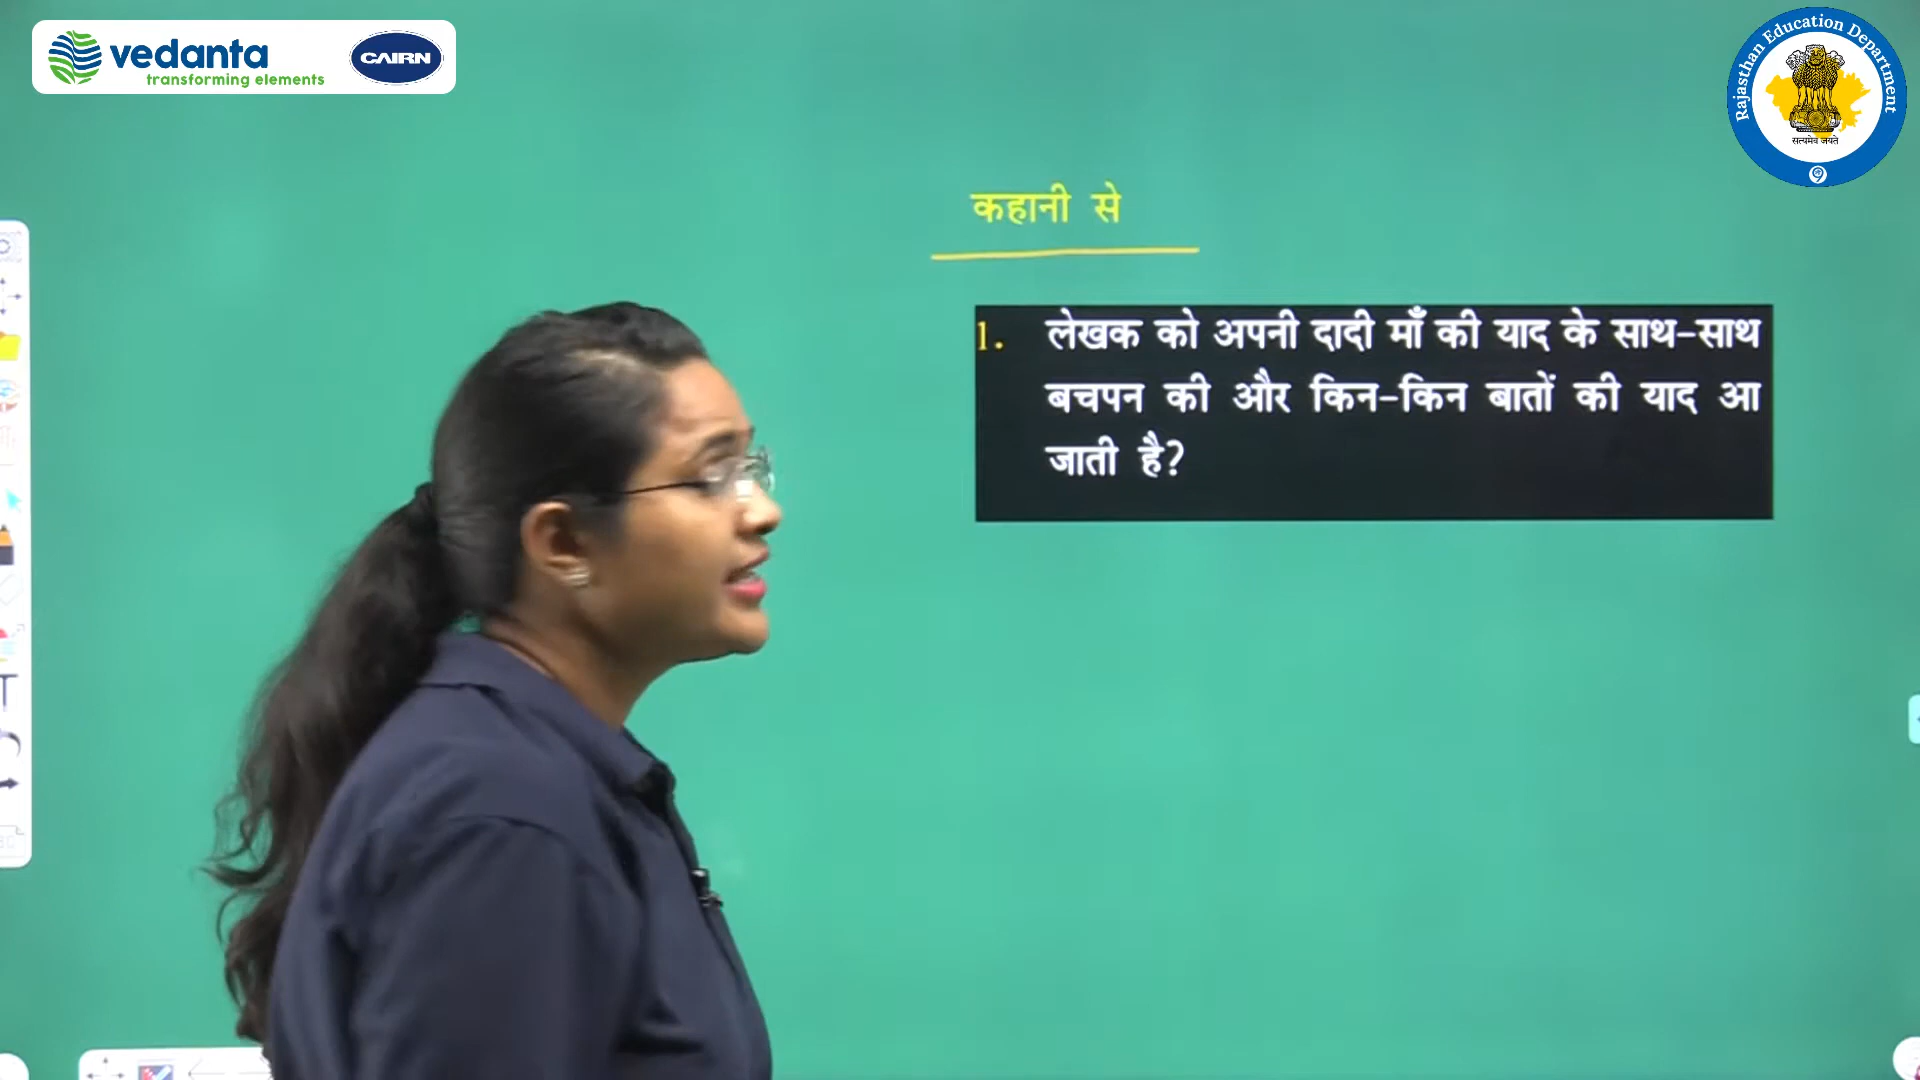 vedanta
transforming elements
CAIRN
Rajasthan Education Department
सत्यमेव जयते
कहानी से
1. लेखक को अपनी दादी माँ की याद के साथ-साथ
बचपन की और किन-किन बातों की याद आ
जाती है?
T